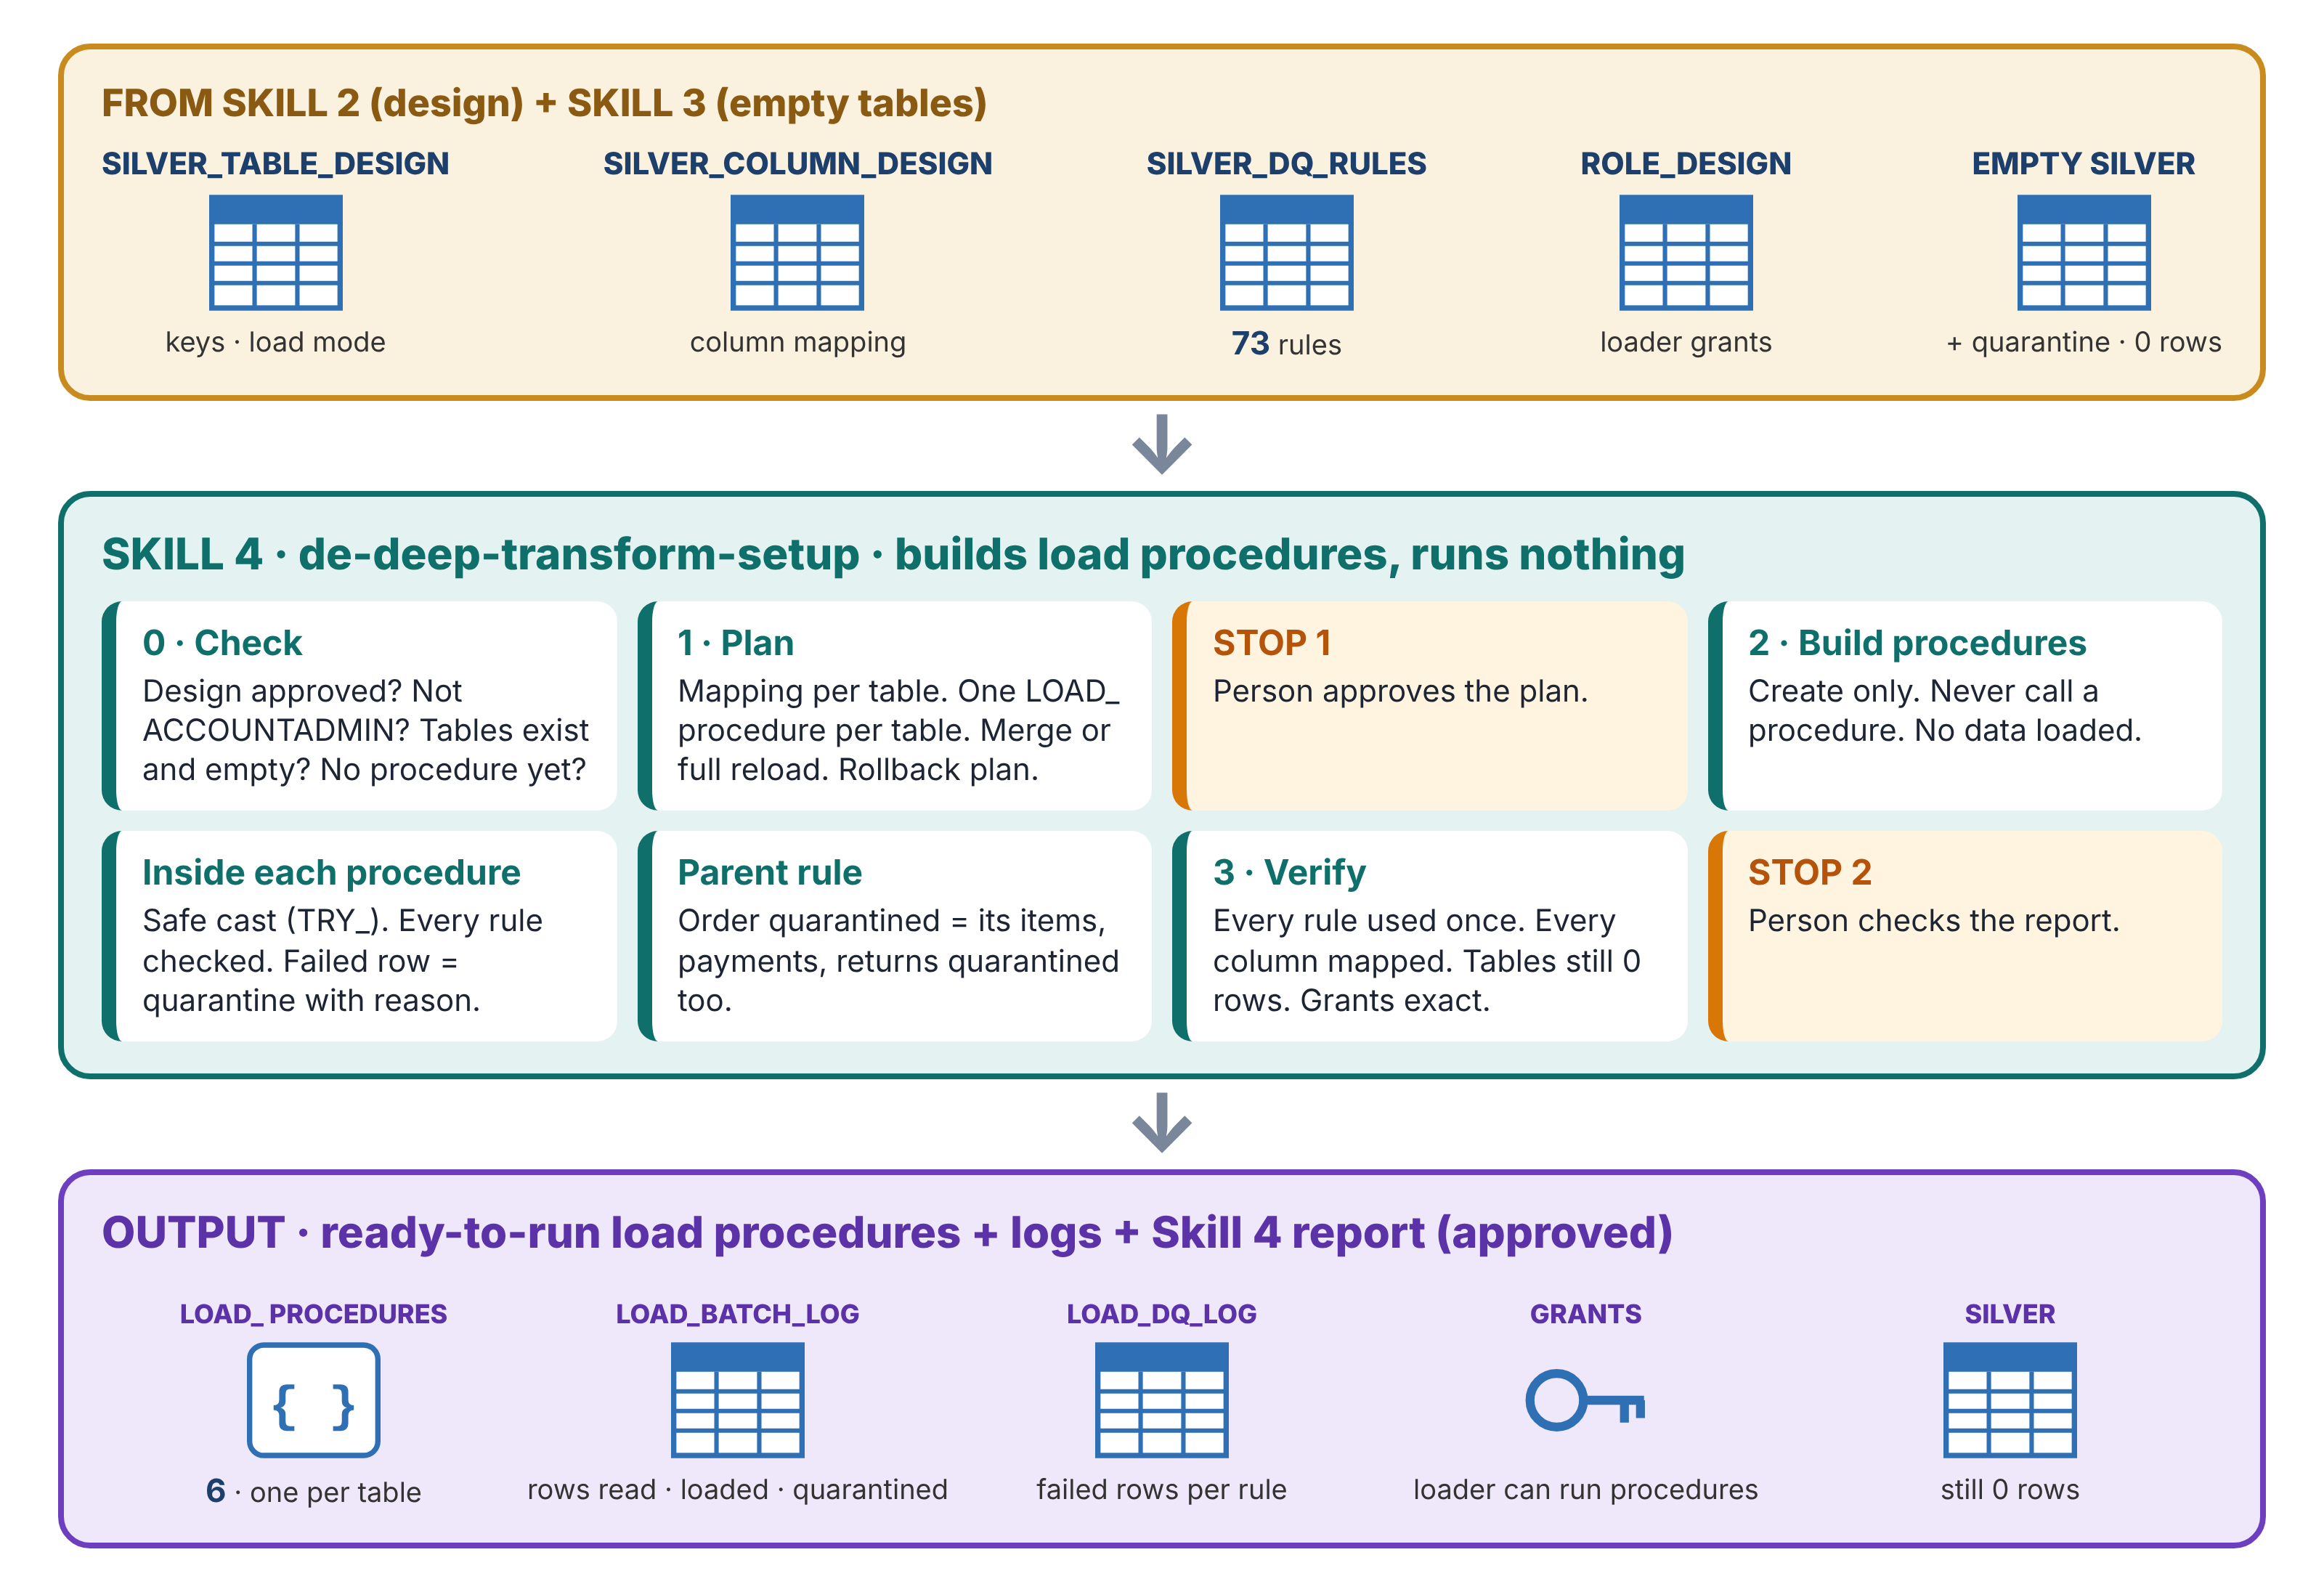 FROM SKILL 2 (design) + SKILL 3 (empty tables)
SILVER_TABLE_DESIGN
keys · load mode
SILVER_COLUMN_DESIGN
column mapping
SILVER_DQ_RULES
73 rules
ROLE_DESIGN
loader grants
EMPTY SILVER
+ quarantine · 0 rows
SKILL 4 · de-deep-transform-setup · builds load procedures, runs nothing
0 · Check
Design approved? Not
ACCOUNTADMIN? Tables exist
and empty? No procedure yet?
1 · Plan
Mapping per table. One LOAD_
procedure per table. Merge or
full reload. Rollback plan.
STOP 1
Person approves the plan.
2 · Build procedures
Create only. Never call a
procedure. No data loaded.
Inside each procedure
Safe cast (TRY_). Every rule
checked. Failed row =
quarantine with reason.
Parent rule
Order quarantined = its items,
payments, returns quarantined
too.
3 · Verify
Every rule used once. Every
column mapped. Tables still 0
rows. Grants exact.
STOP 2
Person checks the report.
OUTPUT · ready-to-run load procedures + logs + Skill 4 report (approved)
LOAD_ PROCEDURES
{ }
6 · one per table
LOAD_BATCH_LOG
rows read · loaded · quarantined
LOAD_DQ_LOG
failed rows per rule
GRANTS
loader can run procedures
SILVER
still 0 rows